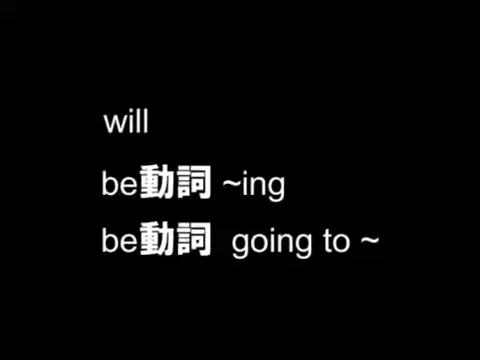 will
be動詞 ~ing
be動詞 going to ~